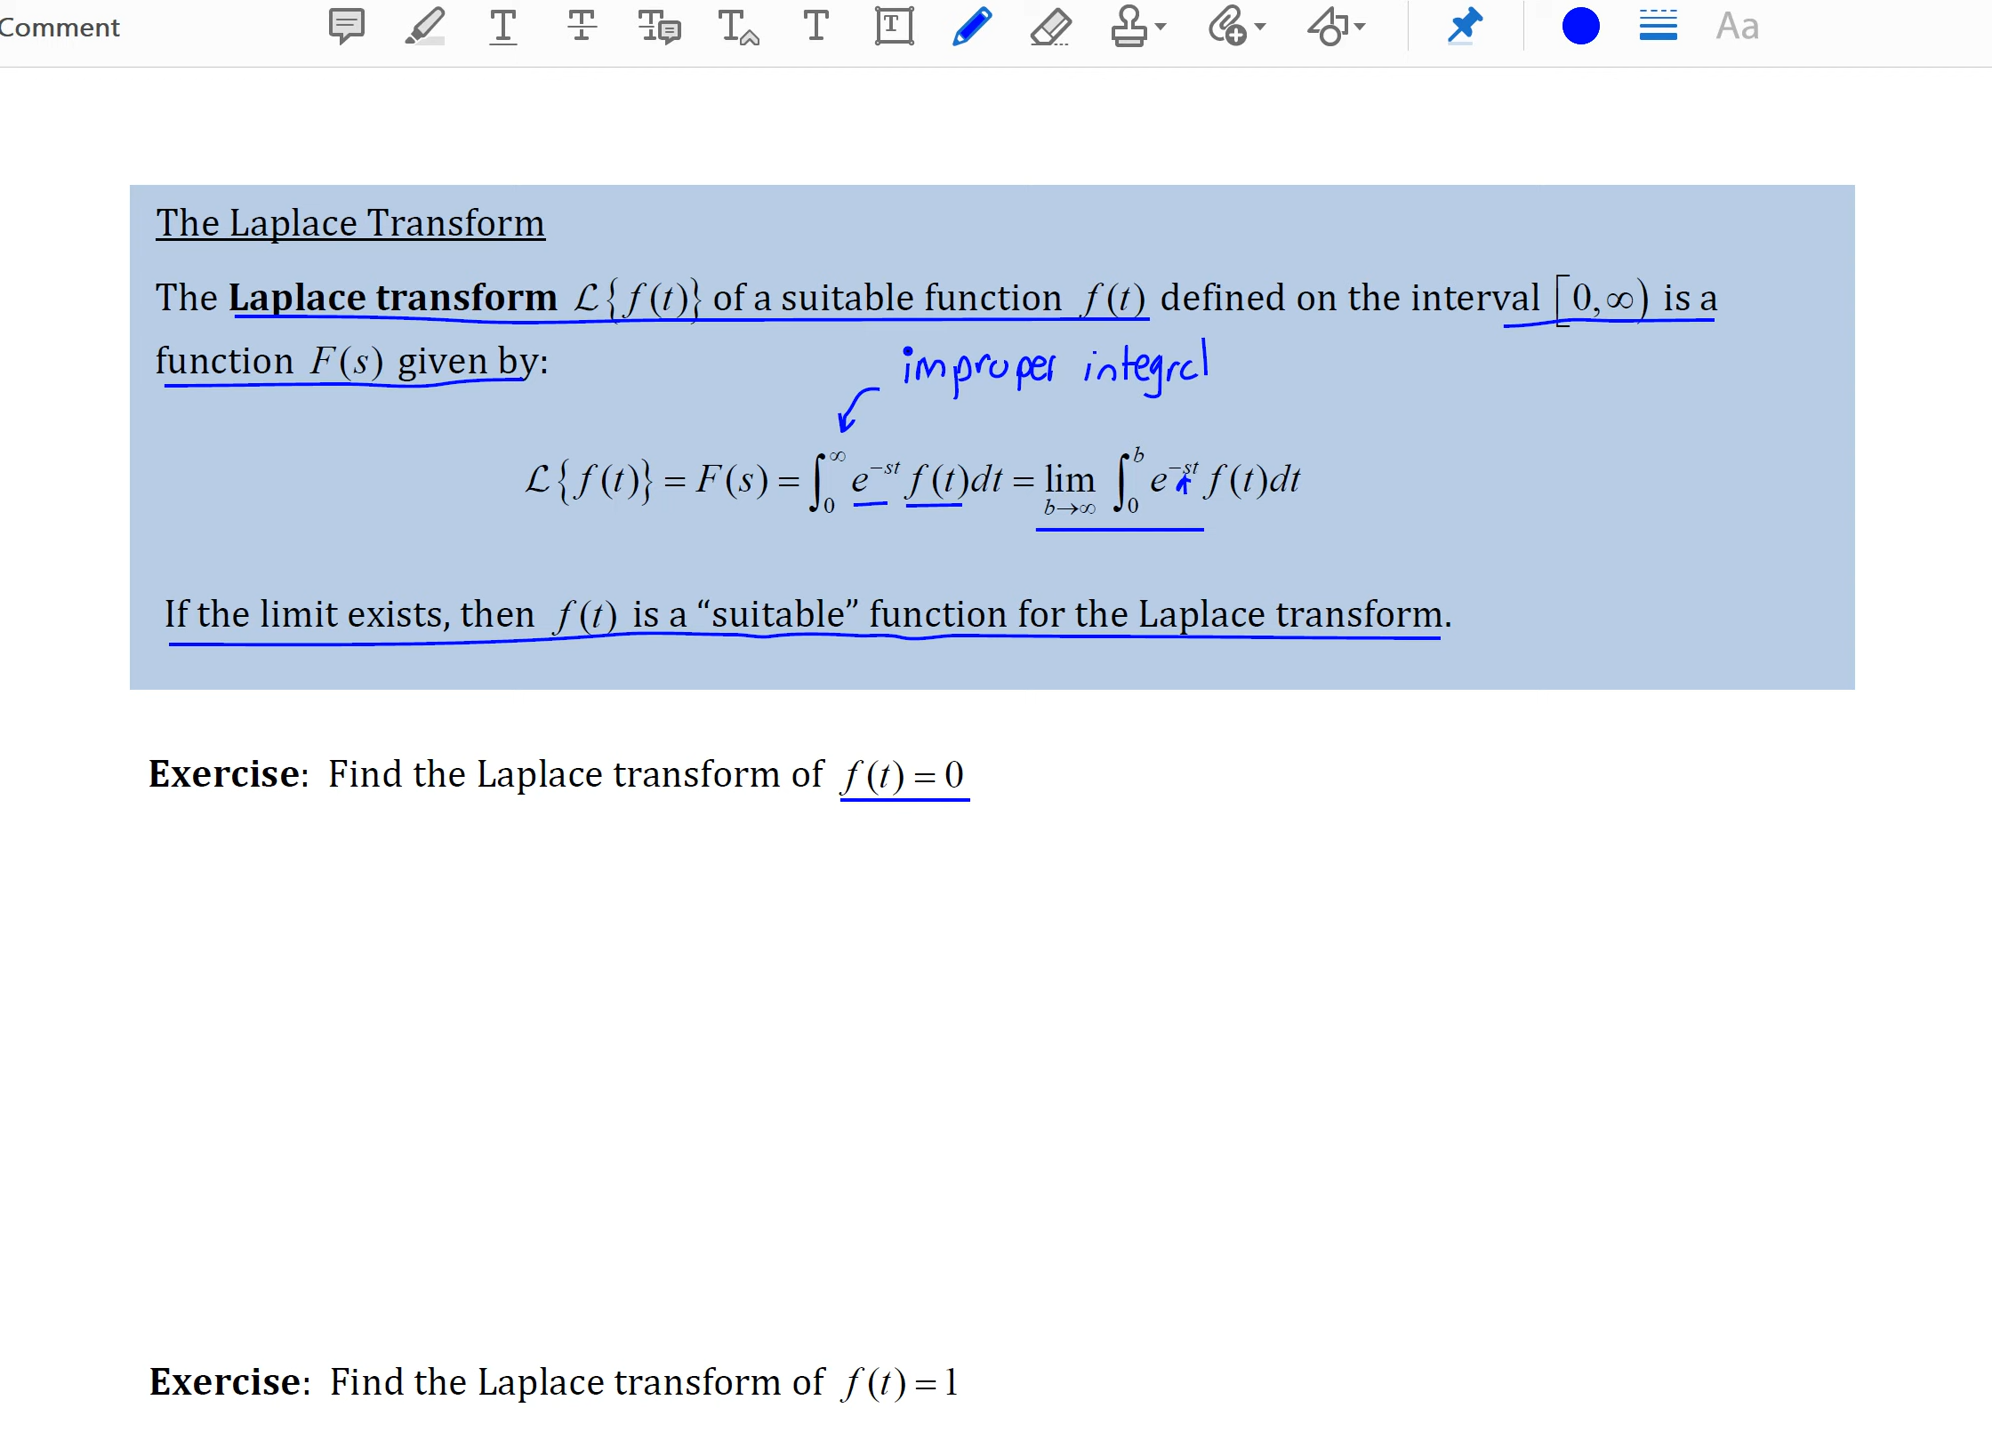 Comment
Aa
The Laplace Transform
The Laplace transform ℒ{f(t)} of a suitable function f(t) defined on the interval [0,∞) is a
function F(s) given by:
improper integral
ℒ{f(t)} = F(s) = ∫₀^∞ e^{-st} f(t)dt = lim_{b→∞} ∫₀^b e^{-st} f(t)dt
If the limit exists, then f(t) is a “suitable” function for the Laplace transform.
Exercise: Find the Laplace transform of f(t) = 0
Exercise: Find the Laplace transform of f(t) = 1